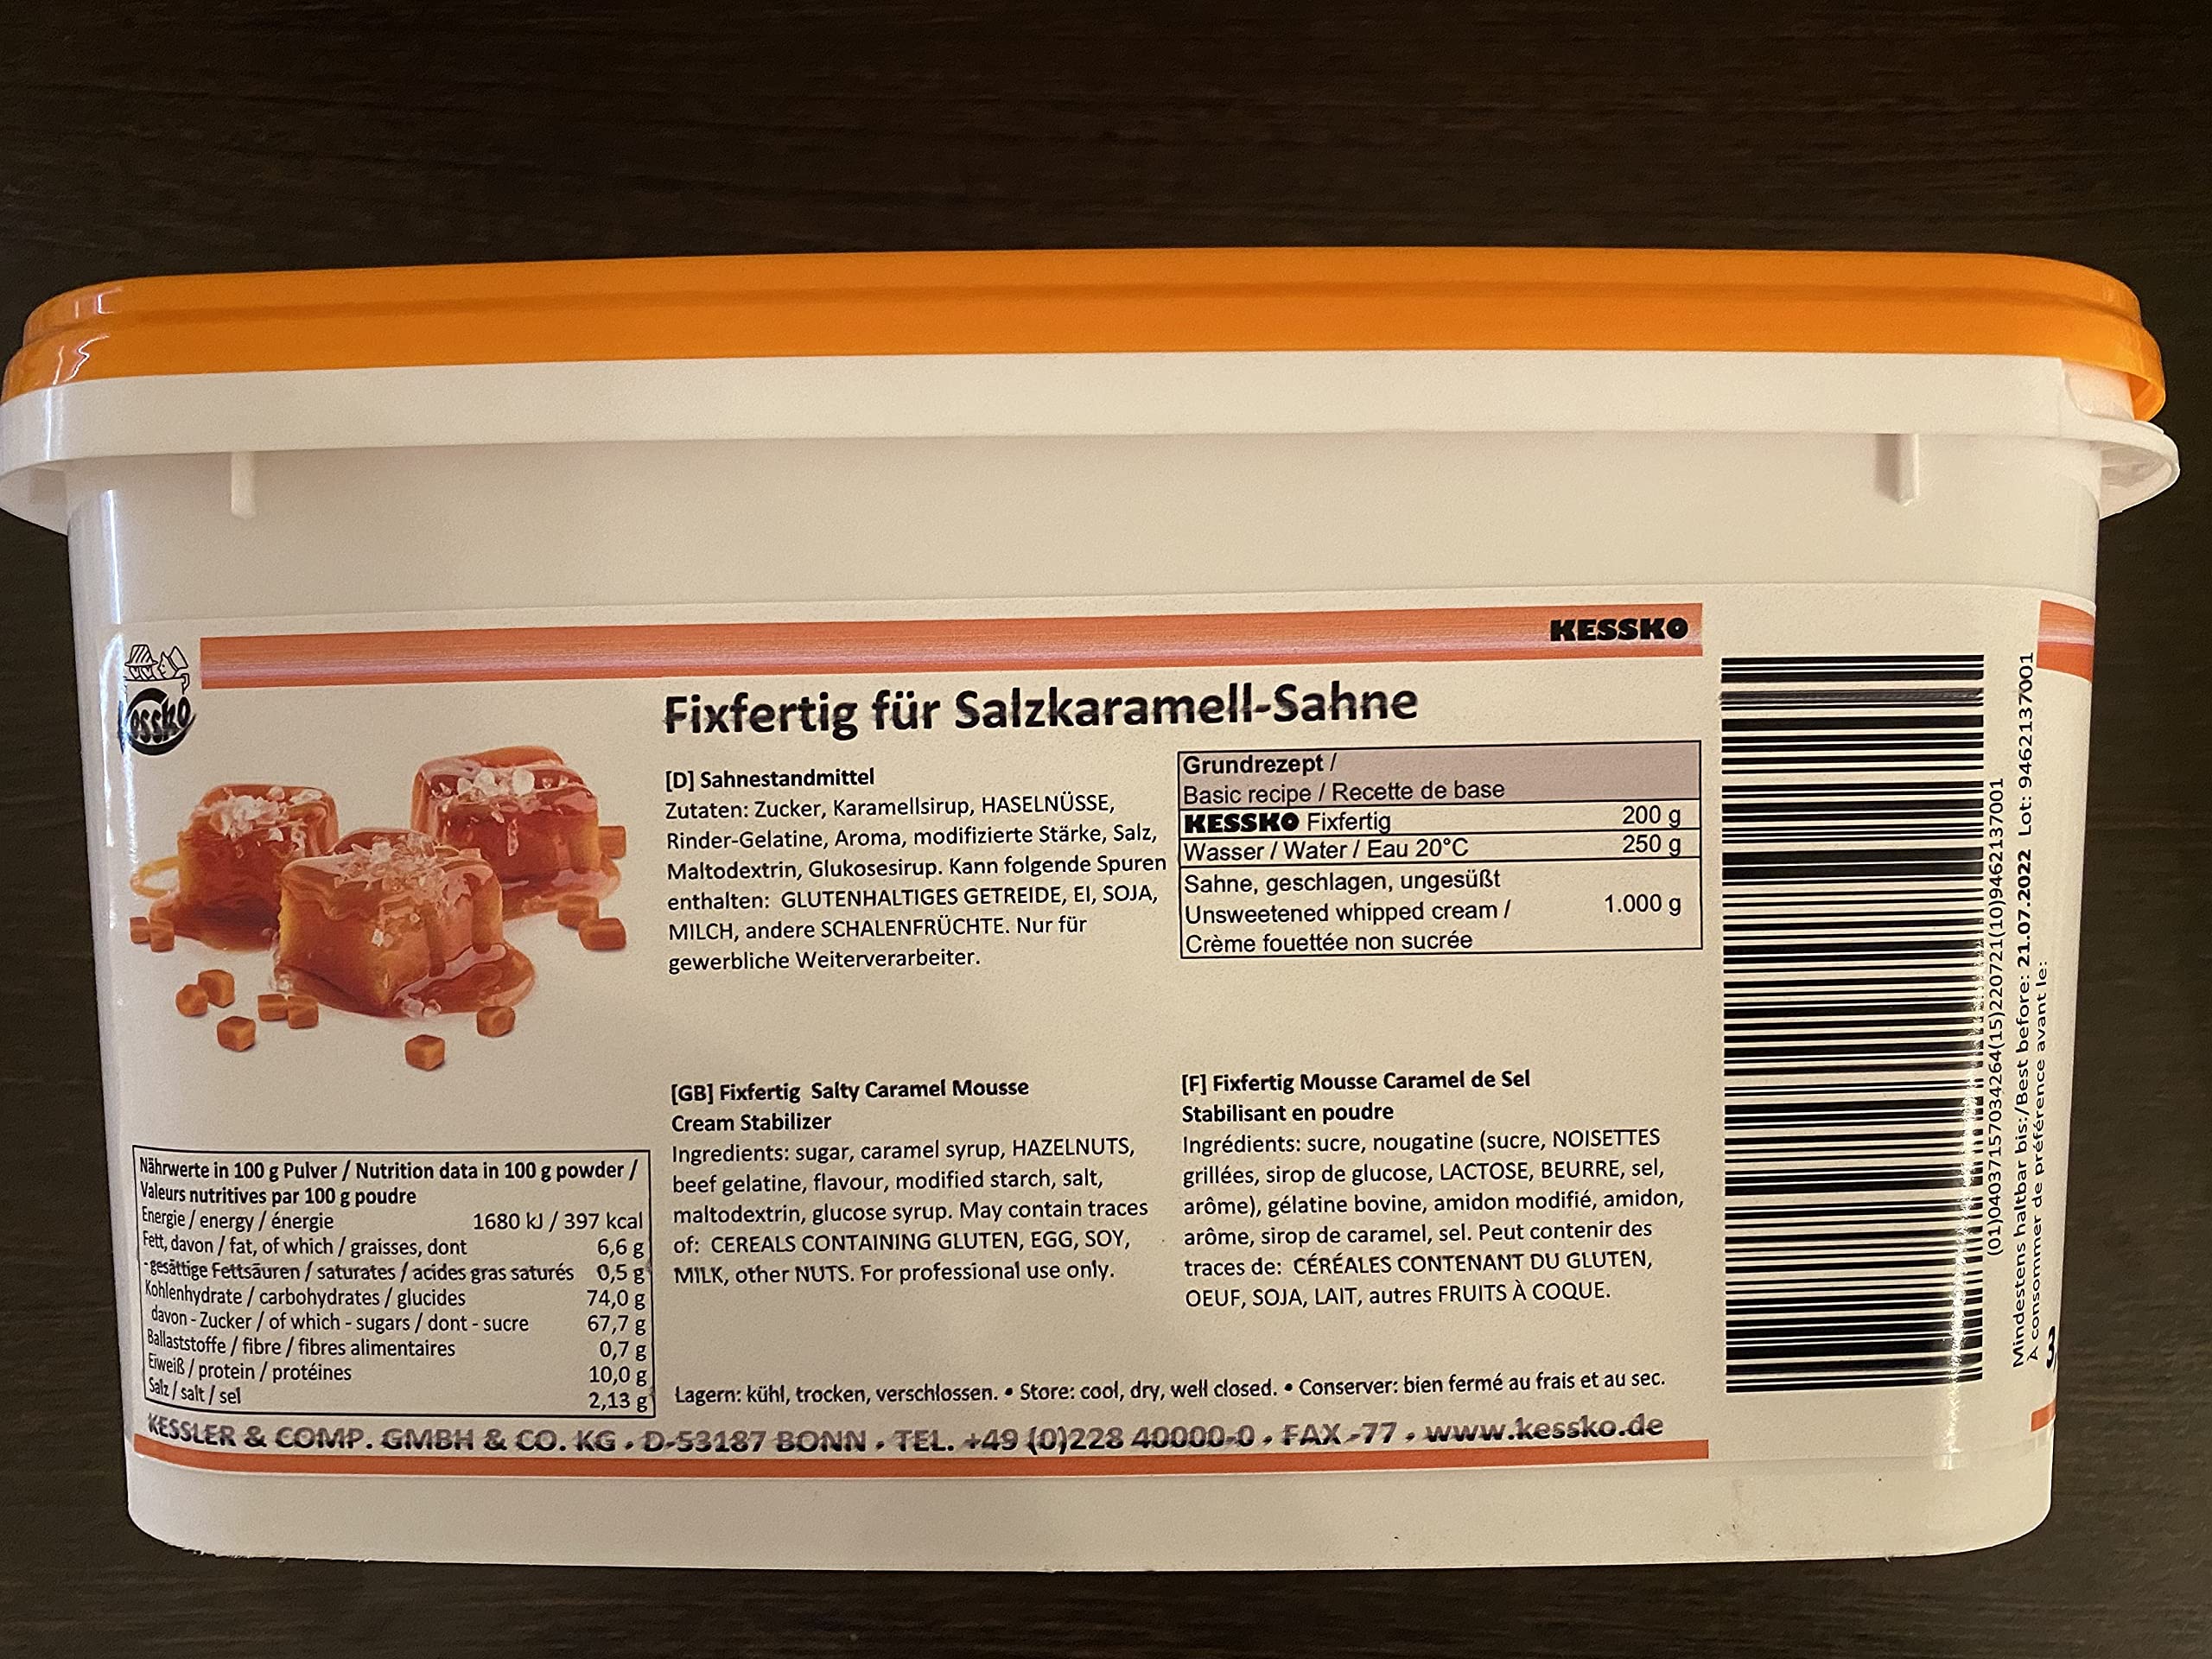 KESSKO
Kessko
Fixfertig für Salzkaramell-Sahne
[D] Sahnestandmittel
Zutaten: Zucker, Karamellsirup, HASELNÜSSE,
Rinder-Gelatine, Aroma, modifizierte Stärke, Salz,
Maltodextrin, Glukosesirup. Kann folgende Spuren
enthalten: GLUTENHALTIGES GETREIDE, EI, SOJA,
MILCH, andere SCHALENFRÜCHTE. Nur für
gewerbliche Weiterverarbeiter.
Grundrezept /
Basic recipe / Recette de base
KESSKO Fixfertig 200 g
Wasser / Water / Eau 20°C 250 g
Sahne, geschlagen, ungesüßt
Unsweetened whipped cream / 1.000 g
Crème fouettée non sucrée
[GB] Fixfertig Salty Caramel Mousse
Cream Stabilizer
Ingredients: sugar, caramel syrup, HAZELNUTS,
beef gelatine, flavour, modified starch, salt,
maltodextrin, glucose syrup. May contain traces
of: CEREALS CONTAINING GLUTEN, EGG, SOY,
MILK, other NUTS. For professional use only.
[F] Fixfertig Mousse Caramel de Sel
Stabilisant en poudre
Ingrédients: sucre, nougatine (sucre, NOISETTES
grillées, sirop de glucose, LACTOSE, BEURRE, sel,
arôme), gélatine bovine, amidon modifié, amidon,
arôme, sirop de caramel, sel. Peut contenir des
traces de: CÉRÉALES CONTENANT DU GLUTEN,
OEUF, SOJA, LAIT, autres FRUITS À COQUE.
Nährwerte in 100 g Pulver / Nutrition data in 100 g powder /
Valeurs nutritives par 100 g poudre
Energie / energy / énergie 1680 kJ / 397 kcal
Fett, davon / fat, of which / graisses, dont 6,6 g
- gesättige Fettsäuren / saturates / acides gras saturés 0,5 g
Kohlenhydrate / carbohydrates / glucides 74,0 g
davon - Zucker / of which - sugars / dont - sucre 67,7 g
Ballaststoffe / fibre / fibres alimentaires 0,7 g
Eiweiß / protein / protéines 10,0 g
Salz / salt / sel 2,13 g
Lagern: kühl, trocken, verschlossen. • Store: cool, dry, well closed. • Conserver: bien fermé au frais et au sec.
KESSLER & COMP. GMBH & CO. KG • D-53187 BONN • TEL. +49 (0)228 40000-0 • FAX -77 • www.kessko.de
(01)04037157034264(15)220721(10)9462137001
Mindestens haltbar bis:/Best before: 21.07.2022 Lot: 9462137001
A consommer de préférence avant le:
3